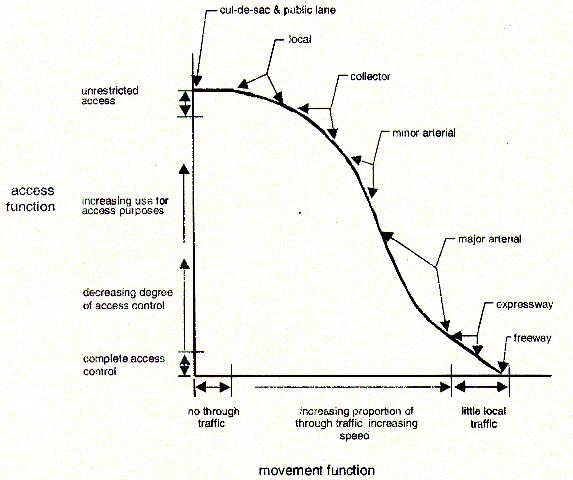 cul-de-sac & public lane
local
collector
unrestricted
access
minor arterial
access
function
increasing use for
access purposes
major arterial
decreasing degree
of access control
expressway
freeway
complete access
control
no through
traffic
increasing proportion of
through traffic, increasing
speed
little local
traffic
movement function